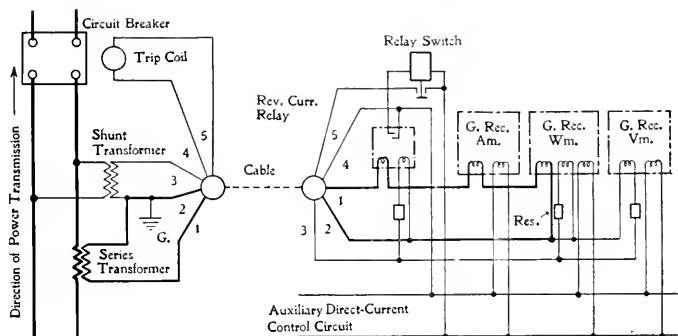 Circuit Breaker
Trip Coil
Direction of Power Transmission
Shunt
Transformer
5
4
3
2
1
G.
Series
Transformer
Cable
Relay Switch
Rev. Curr.
Relay
5
4
1
3
2
G. Rec.
Am.
G. Rec.
Wm.
G. Rec.
Vm.
Res.
Auxiliary Direct-Current
Control Circuit